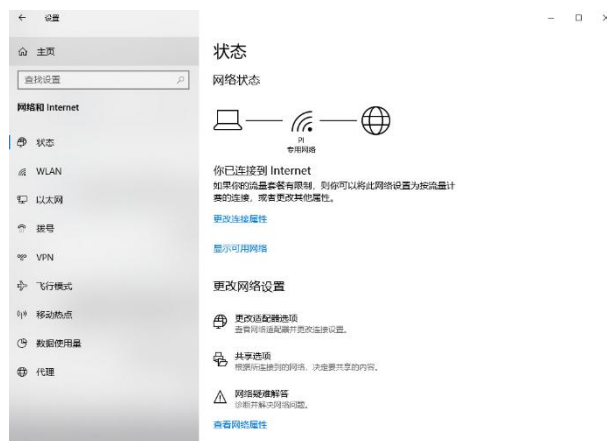 设置
主页
查找设置
网络和 Internet
状态
WLAN
以太网
拨号
VPN
飞行模式
移动热点
数据使用量
代理
状态
网络状态
PI
专用网络
你已连接到 Internet
如果你的流量套餐有限制，则你可以将此网络设置为按流量计
费的连接，或者更改其他属性。
更改连接属性
显示可用网络
更改网络设置
更改适配器选项
查看网络适配器并更改连接设置。
共享选项
根据所连接到的网络，决定要共享的内容。
网络疑难解答
诊断并解决网络问题。
查看网络属性